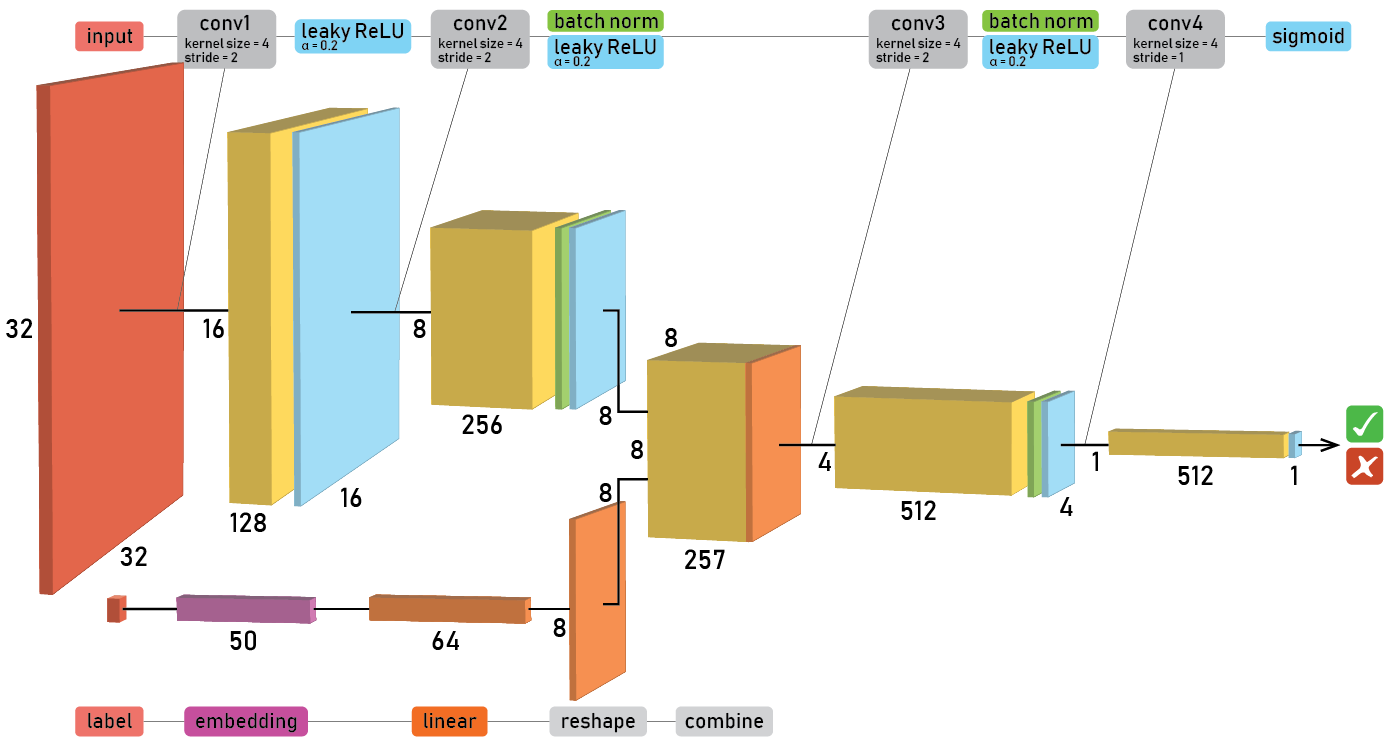 input
conv1
kernel size = 4
stride = 2
leaky ReLU
α = 0.2
conv2
kernel size = 4
stride = 2
batch norm
leaky ReLU
α = 0.2
conv3
kernel size = 4
stride = 2
batch norm
leaky ReLU
α = 0.2
conv4
kernel size = 4
stride = 1
sigmoid
32
32
16
128
16
8
256
8
8
8
8
257
4
512
4
1
512
1
50
64
8
label
embedding
linear
reshape
combine